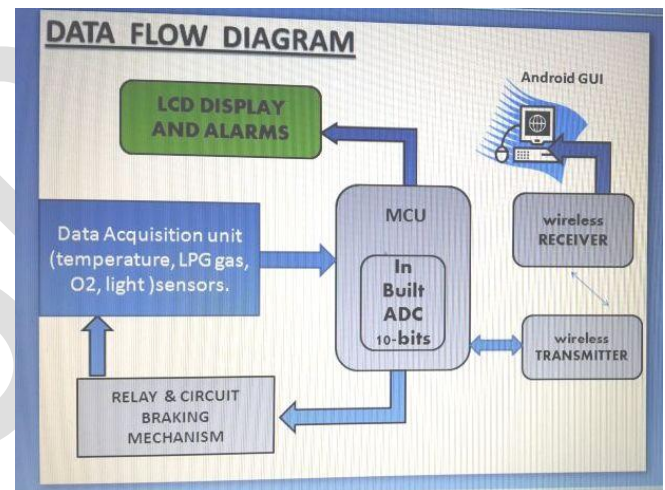 DATA FLOW DIAGRAM
Android GUI
LCD DISPLAY
AND ALARMS
MCU
wireless
RECEIVER
Data Acquisition unit
(temperature, LPG gas,
O2, light )sensors.
In
Built
ADC
10-bits
wireless
TRANSMITTER
RELAY & CIRCUIT
BRAKING
MECHANISM